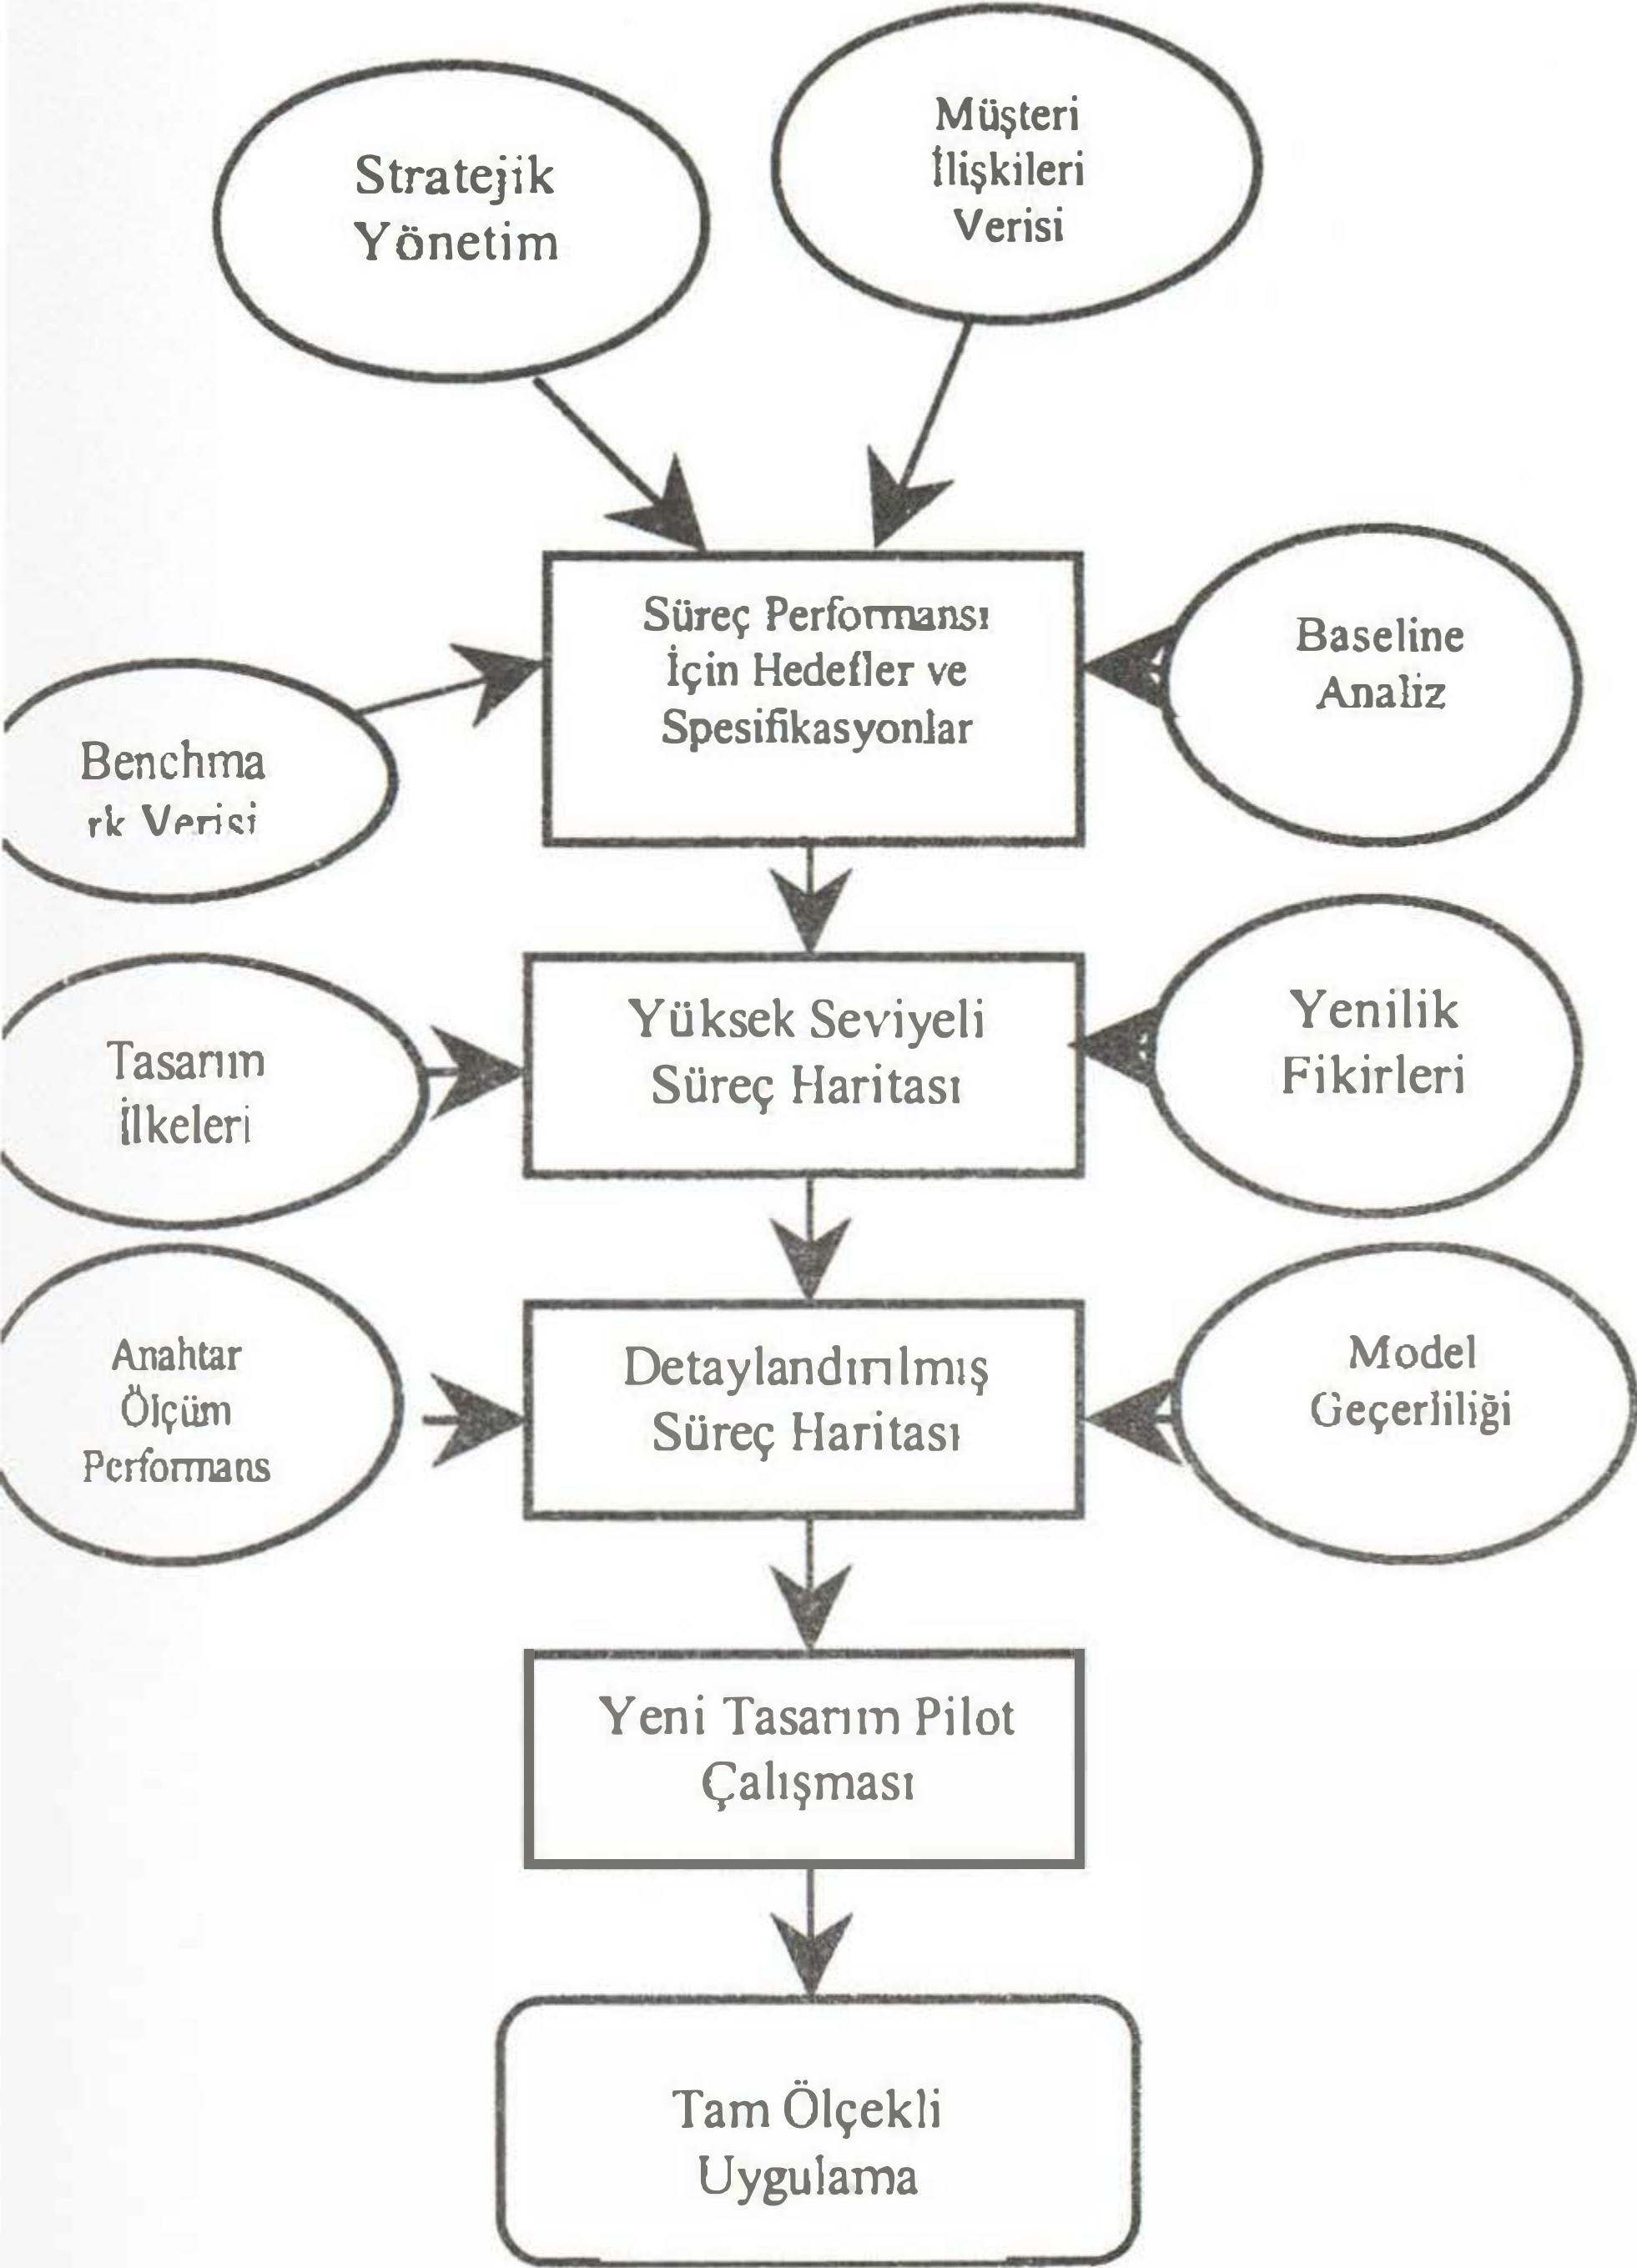 Stratejik
Yönetim
Müşteri
İlişkileri
Verisi
Süreç Performansı
İçin Hedefler ve
Spesifikasyonlar
Baseline
Analiz
Benchma
rk Verisi
Yüksek Seviyeli
Süreç Haritası
Yenilik
Fikirleri
Tasarım
İlkeleri
Anahtar
Ölçüm
Performans
Detaylandırılmış
Süreç Haritası
Model
Geçerliliği
Yeni Tasarım Pilot
Çalışması
Tam Ölçekli
Uygulama